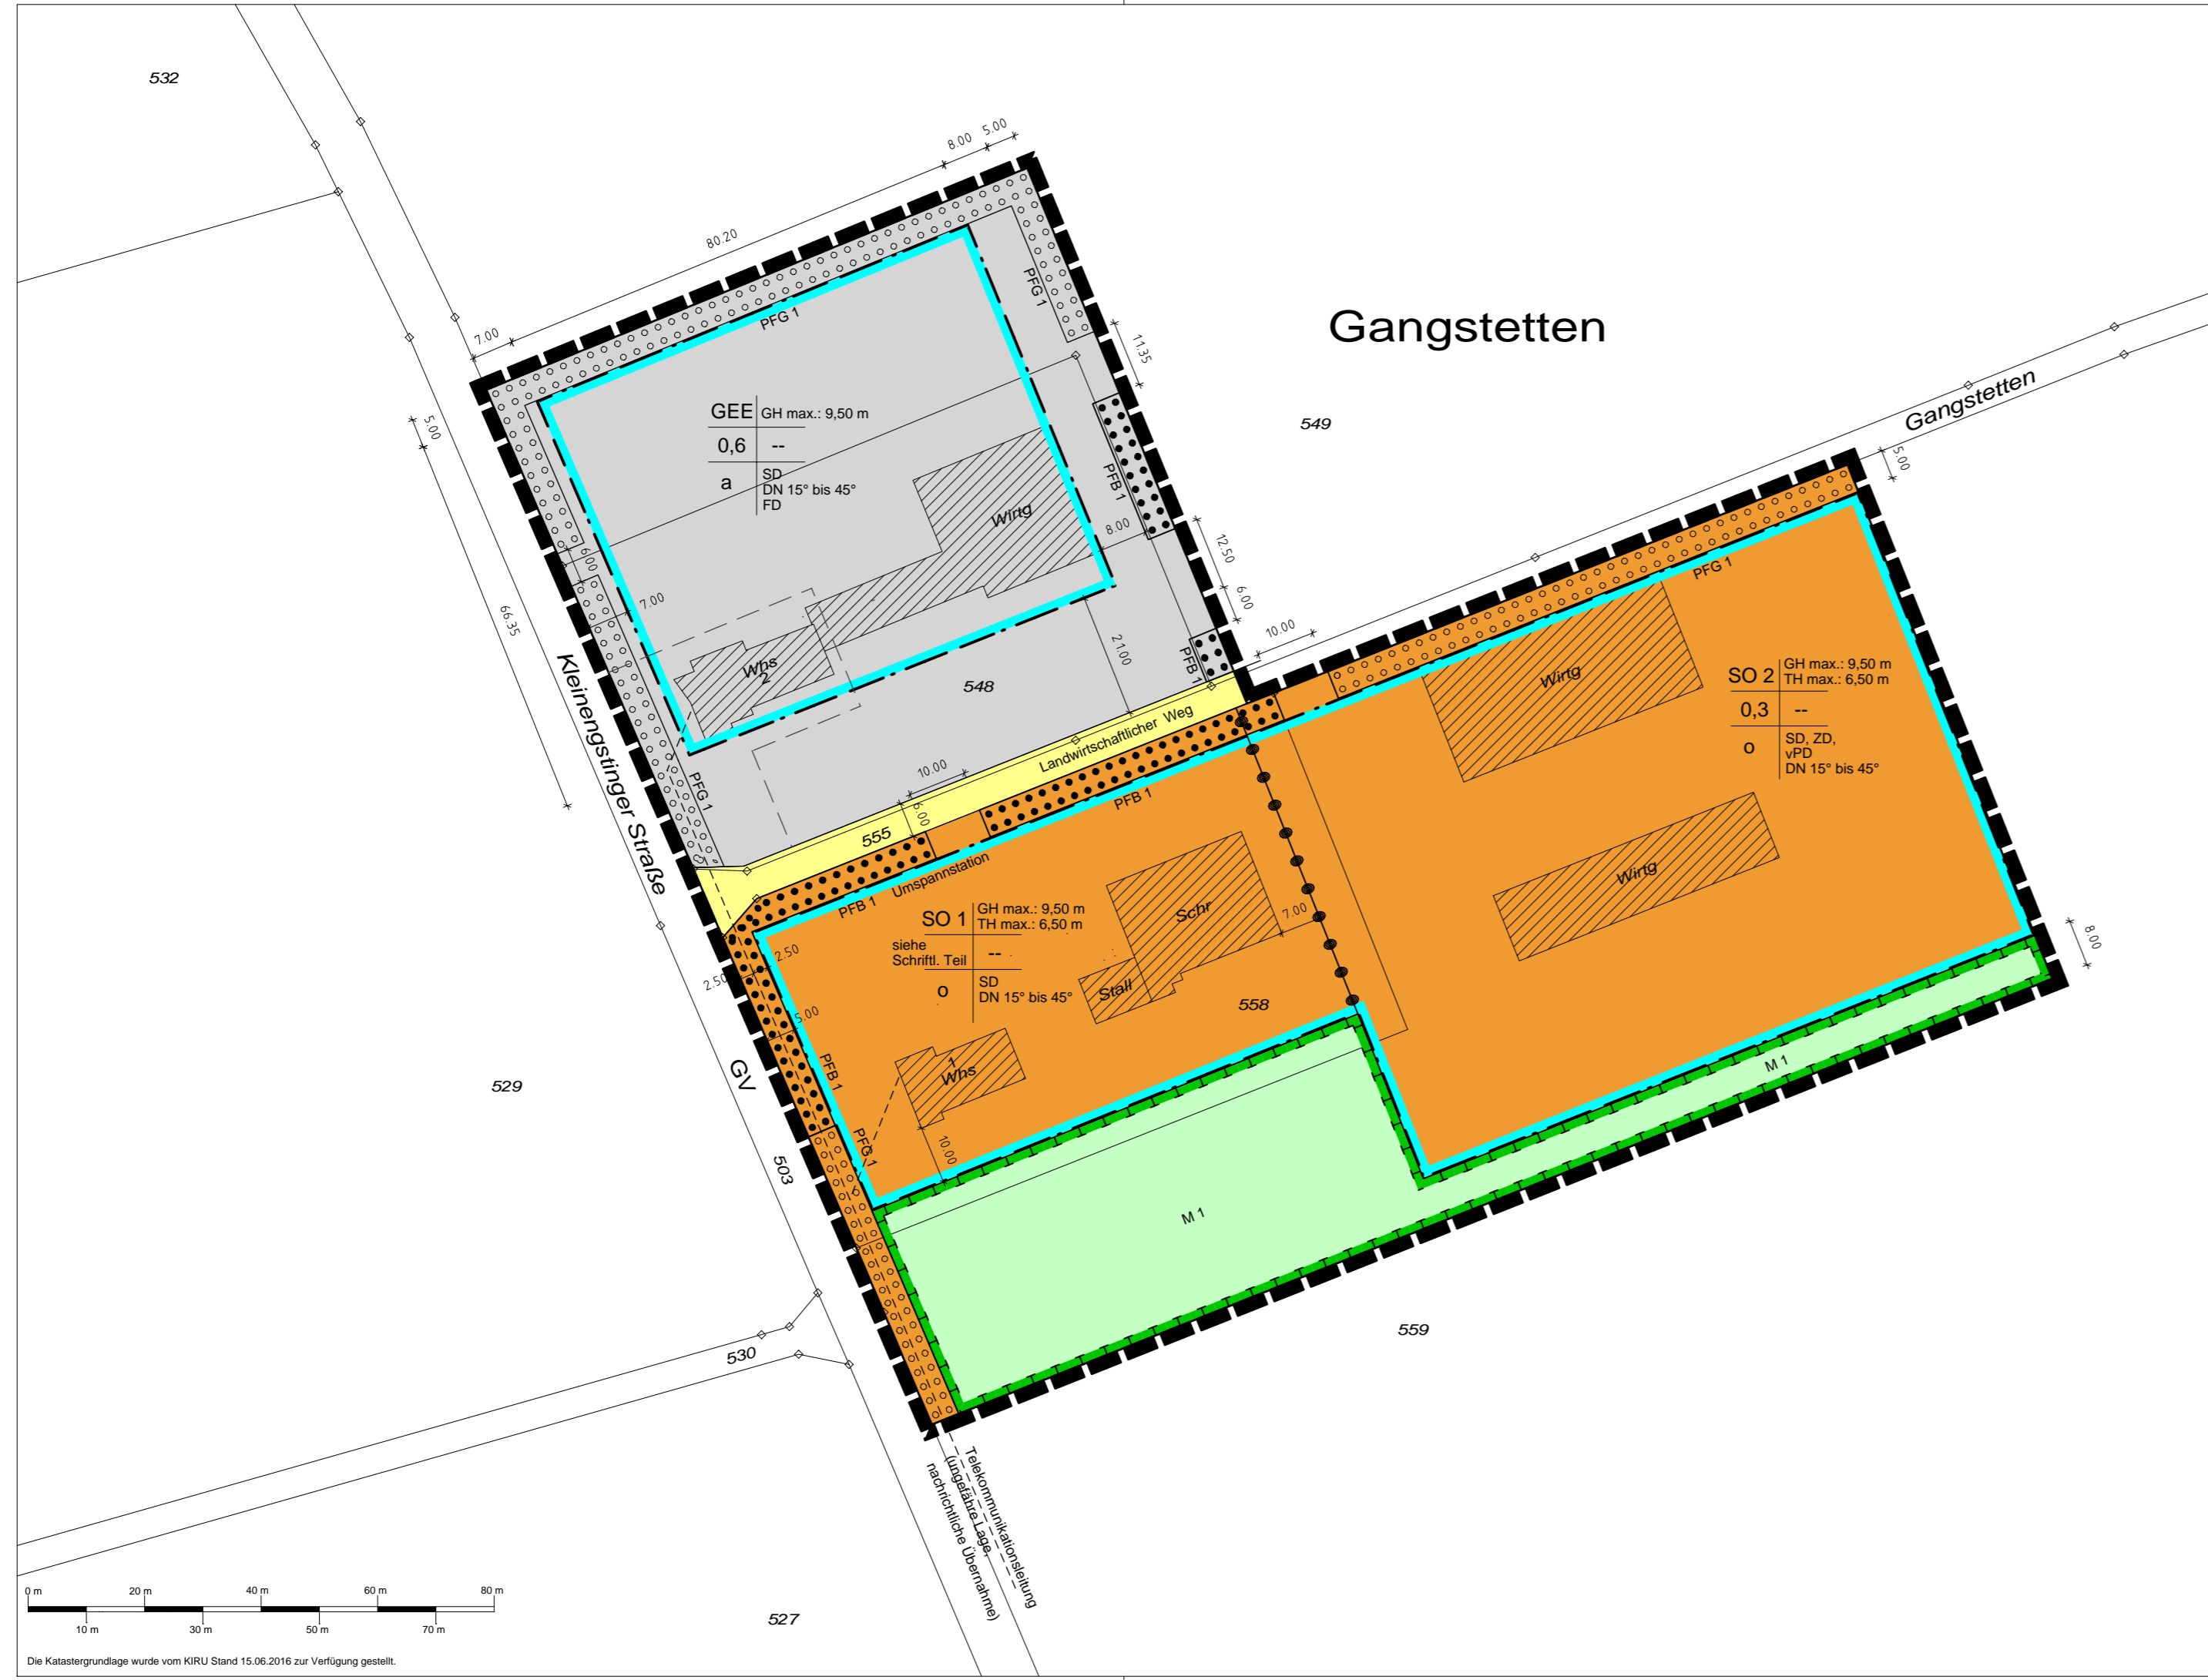 532
8.00
5.00
80.20
7.00
PFG 1
PFG 1
Gangstetten
11.35
5.00
GEE
GH max.: 9,50 m
0,6
--
a
SD
DN 15° bis 45°
FD
549
Gangstetten
5.00
PFB 1
Wirtg
8.00
12.50
6.00
6.00
7.00
66.35
10.00
PFG 1
Whs
2
21.00
PFB 1
548
Kleinengstinger Straße
Wirtg
SO 2
GH max.: 9,50 m
TH max.: 6,50 m
0,3
--
o
SD, ZD,
vPD
DN 15° bis 45°
Landwirtschaftlicher Weg
10.00
PFG 1
6.00
PFB 1
555
Umspannstation
PFB 1
Wirtg
SO 1
GH max.: 9,50 m
TH max.: 6,50 m
siehe
Schriftl. Teil
--
o
SD
DN 15° bis 45°
Schr
7.00
8.00
2.50
2.50
Stall
558
5.00
GV
PFB 1
1
Whs
M 1
529
10.00
PFG 1
503
6
M 1
559
530
Telekommunikationsleitung
(ungefähre Lage,
nachrichtliche Übernahme)
0 m
20 m
40 m
60 m
80 m
10 m
30 m
50 m
70 m
527
Die Katastergrundlage wurde vom KIRU Stand 15.06.2016 zur Verfügung gestellt.